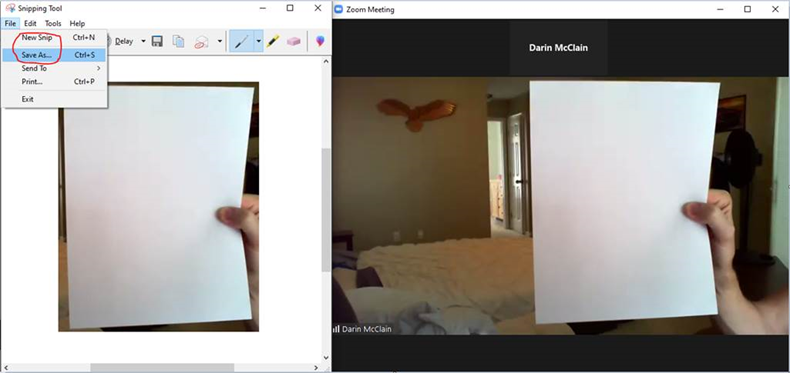 Snipping Tool
File Edit Tools Help
New Snip Ctrl+N
Delay
Save As... Ctrl+S
Send To
Print... Ctrl+P
Exit
Zoom Meeting
Darin McClain
Darin McClain